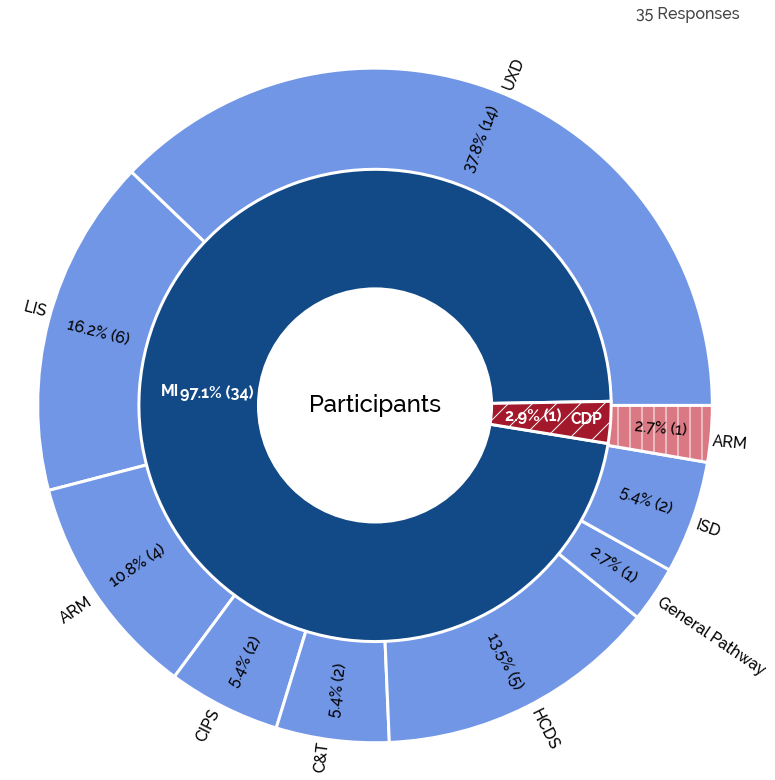 35 Responses
UXD
37.8% (14)
LIS
16.2% (6)
MI 97.1% (34)
Participants
2.9% (1) CDP
2.7% (1)
ARM
5.4% (2)
ISD
2.7% (1)
General Pathway
10.8% (4)
ARM
5.4% (2)
CIPS
5.4% (2)
C&T
13.5% (5)
HCDS